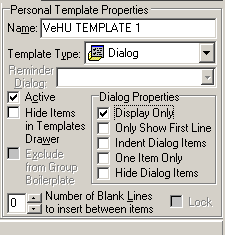 Personal Template Properties
Name: VeHU TEMPLATE 1
Template Type: Dialog
Reminder Dialog:
Active
Hide Items in Templates Drawer
Exclude from Group Boilerplate
Dialog Properties
Display Only
Only Show First Line
Indent Dialog Items
One Item Only
Hide Dialog Items
0 Number of Blank Lines to insert between items
Lock